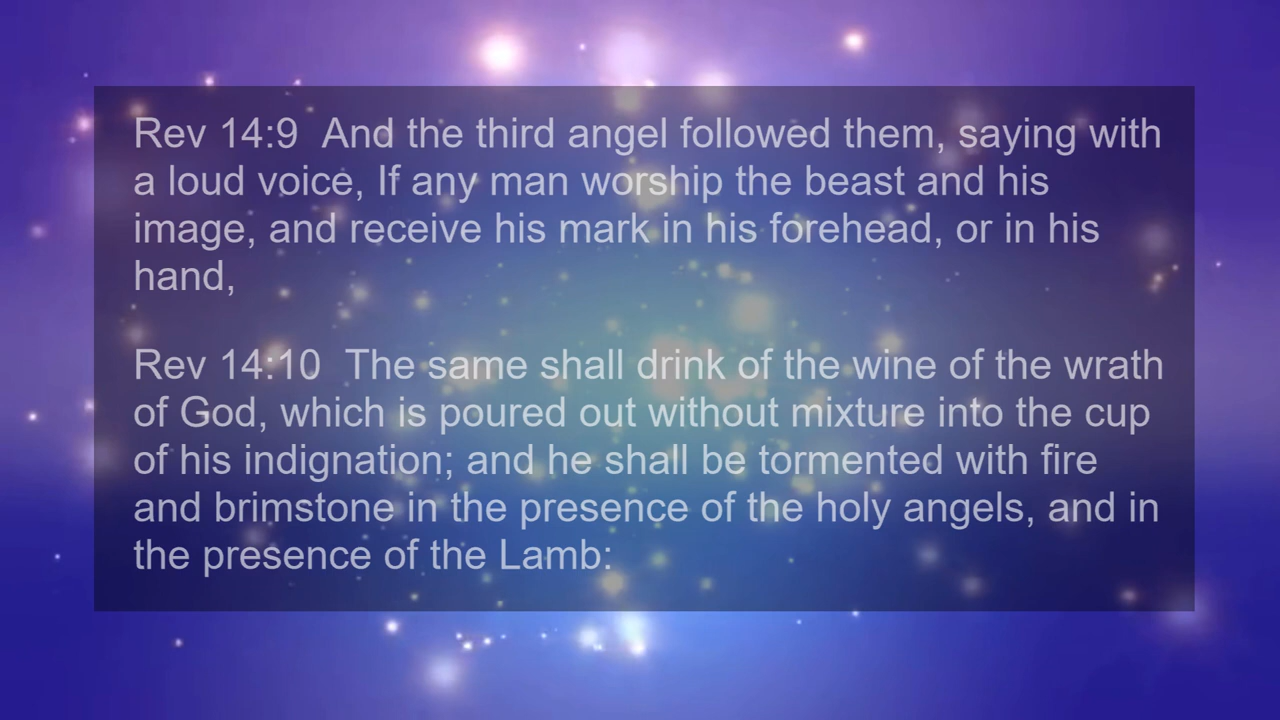 Rev 14:9  And the third angel followed them, saying with
a loud voice, If any man worship the beast and his
image, and receive his mark in his forehead, or in his
hand,
Rev 14:10  The same shall drink of the wine of the wrath
of God, which is poured out without mixture into the cup
of his indignation; and he shall be tormented with fire
and brimstone in the presence of the holy angels, and in
the presence of the Lamb: